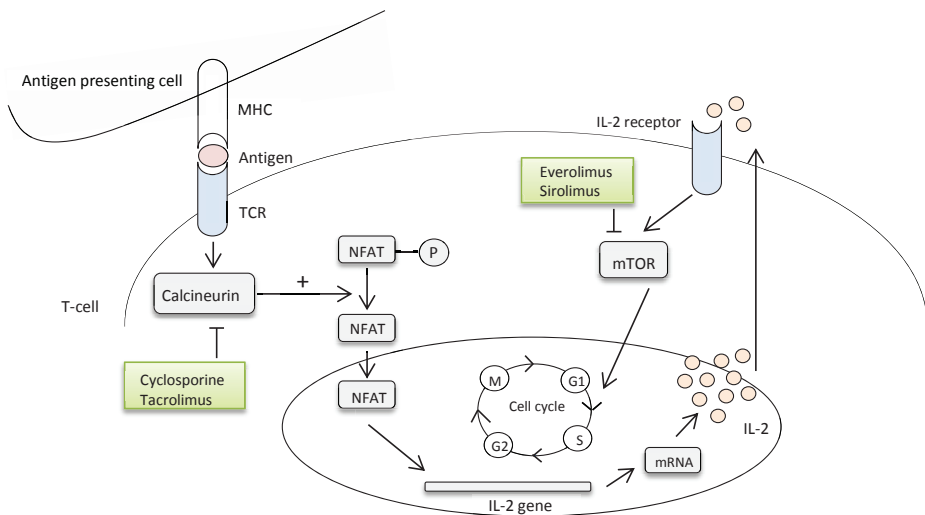 Antigen presenting cell
MHC
IL-2 receptor
Antigen
Everolimus
Sirolimus
TCR
NFAT
P
mTOR
+
Calcineurin
T-cell
NFAT
Cyclosporine
Tacrolimus
NFAT
M
G1
Cell cycle
G2
S
IL-2
mRNA
IL-2 gene